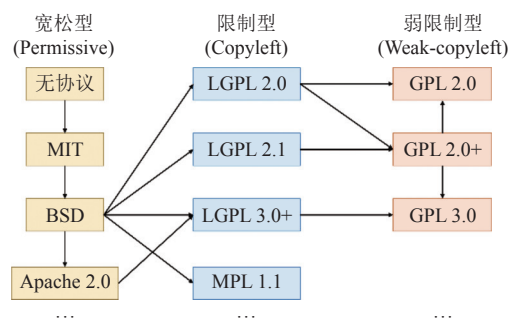 宽松型
(Permissive)
限制型
(Copyleft)
弱限制型
(Weak-copyleft)
无协议
LGPL 2.0
GPL 2.0
MIT
LGPL 2.1
GPL 2.0+
BSD
LGPL 3.0+
GPL 3.0
Apache 2.0
MPL 1.1
...
...
...